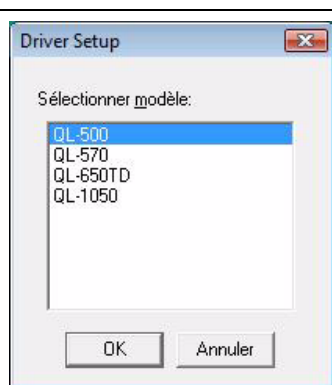 Driver Setup
Sélectionner modèle:
QL-500
QL-570
QL-650TD
QL-1050
OK Annuler